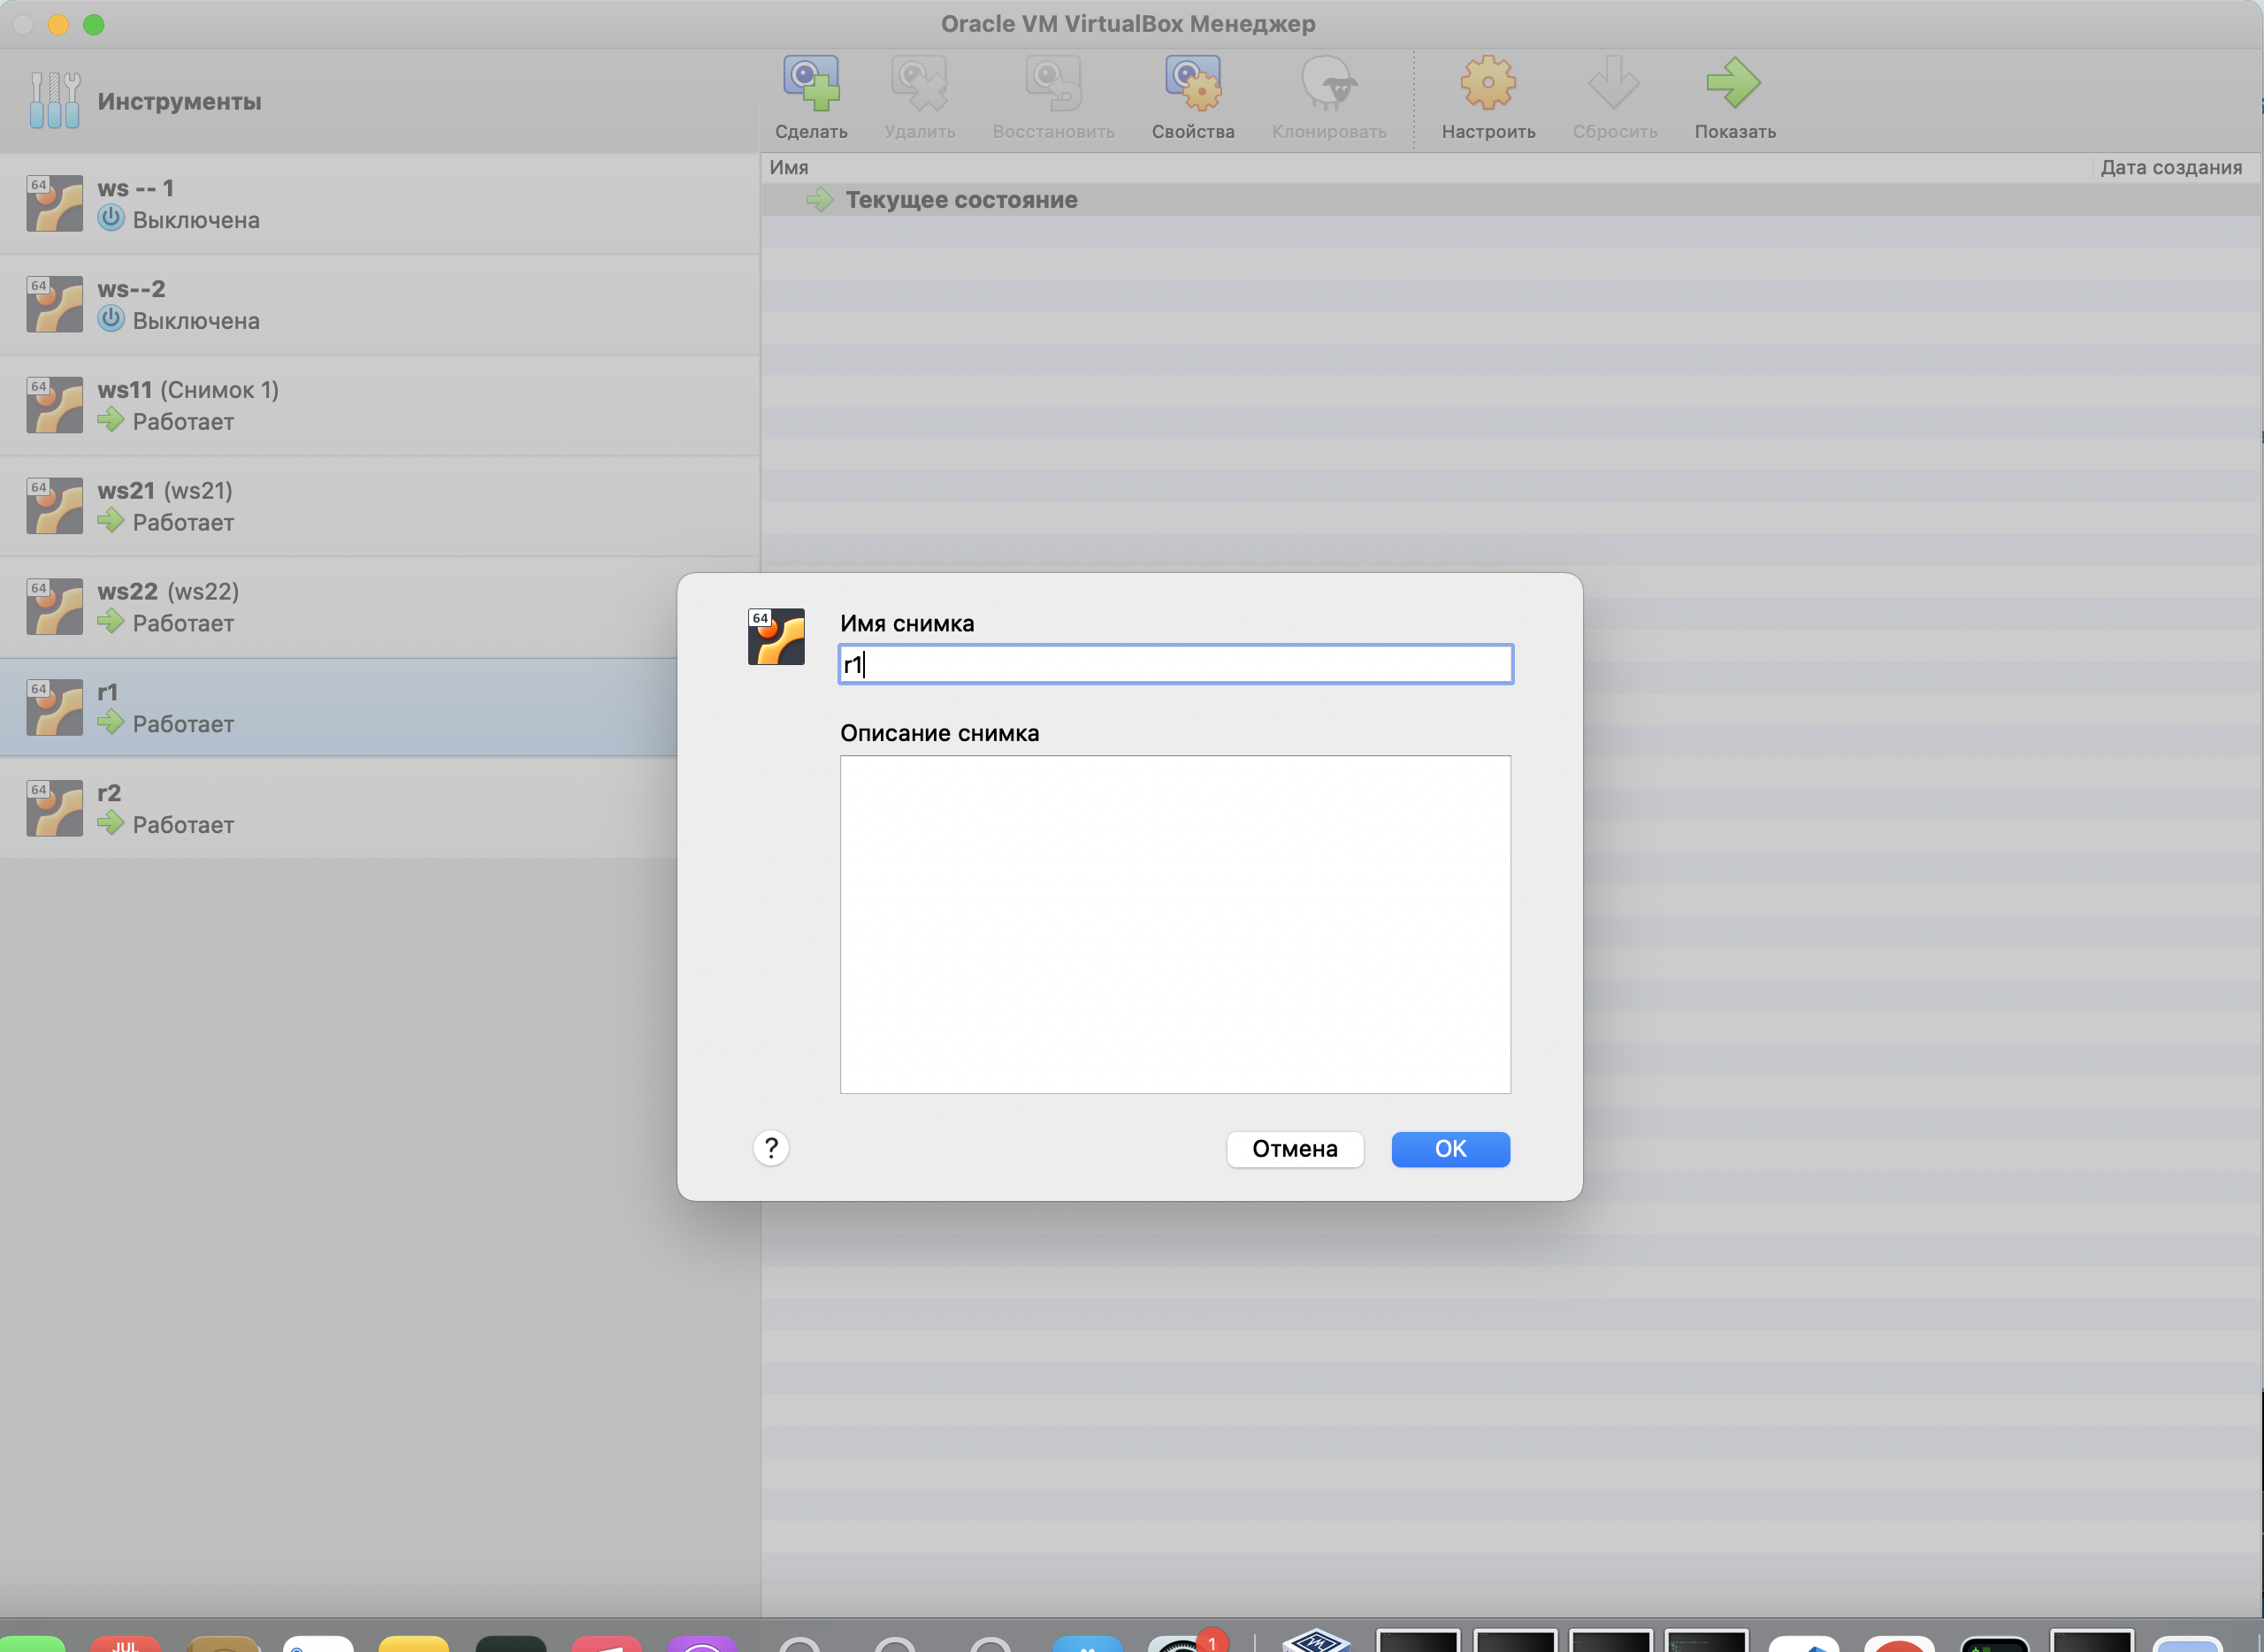 Oracle VM VirtualBox Менеджер
Инструменты
Сделать
Удалить
Восстановить
Свойства
Клонировать
Настроить
Сбросить
Показать
Имя
Дата создания
Текущее состояние
64
ws -- 1
Выключена
64
ws--2
Выключена
64
ws11 (Снимок 1)
Работает
64
ws21 (ws21)
Работает
64
ws22 (ws22)
Работает
64
r1
Работает
64
r2
Работает
64
Имя снимка
r1
Описание снимка
?
Отмена
OK
JUL
1